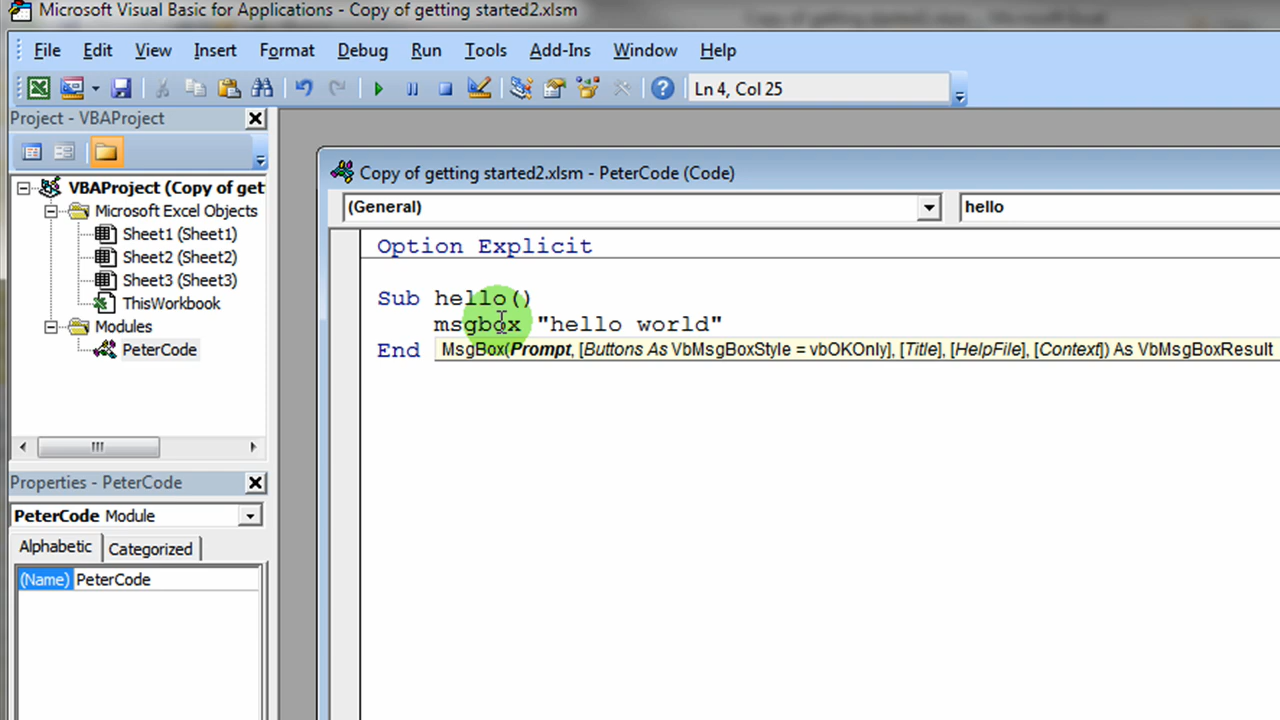 Microsoft Visual Basic for Applications - Copy of getting started2.xlsm
File Edit View Insert Format Debug Run Tools Add-Ins Window Help
Ln 4, Col 25
Project - VBAProject
VBAProject (Copy of get
Microsoft Excel Objects
Sheet1 (Sheet1)
Sheet2 (Sheet2)
Sheet3 (Sheet3)
ThisWorkbook
Modules
PeterCode
Properties - PeterCode
PeterCode Module
Alphabetic Categorized
(Name) PeterCode
Copy of getting started2.xlsm - PeterCode (Code)
(General) hello
Option Explicit
Sub hello()
msgbox "hello world"
End
MsgBox(Prompt, [Buttons As VbMsgBoxStyle = vbOKOnly], [Title], [HelpFile], [Context]) As VbMsgBoxResult